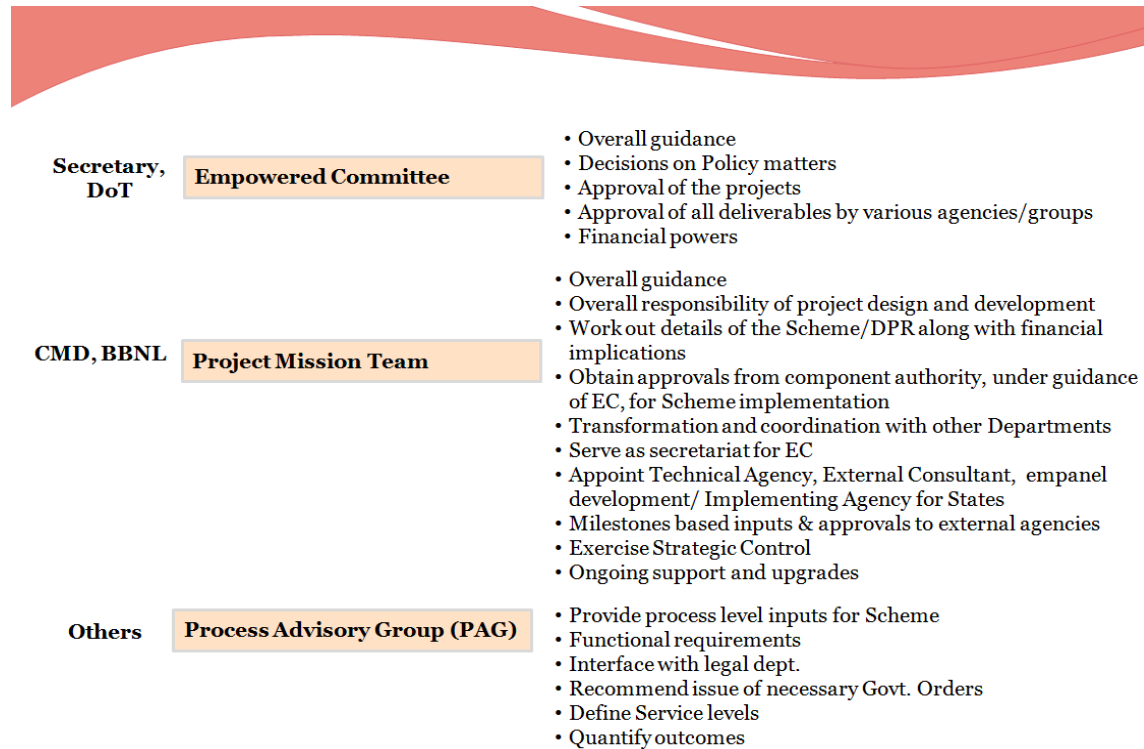 Secretary,
DoT
Empowered Committee
• Overall guidance
• Decisions on Policy matters
• Approval of the projects
• Approval of all deliverables by various agencies/groups
• Financial powers
CMD, BBNL
Project Mission Team
• Overall guidance
• Overall responsibility of project design and development
• Work out details of the Scheme/DPR along with financial
implications
• Obtain approvals from component authority, under guidance
of EC, for Scheme implementation
• Transformation and coordination with other Departments
• Serve as secretariat for EC
• Appoint Technical Agency, External Consultant, empanel
development/ Implementing Agency for States
• Milestones based inputs & approvals to external agencies
• Exercise Strategic Control
• Ongoing support and upgrades
Others
Process Advisory Group (PAG)
• Provide process level inputs for Scheme
• Functional requirements
• Interface with legal dept.
• Recommend issue of necessary Govt. Orders
• Define Service levels
• Quantify outcomes